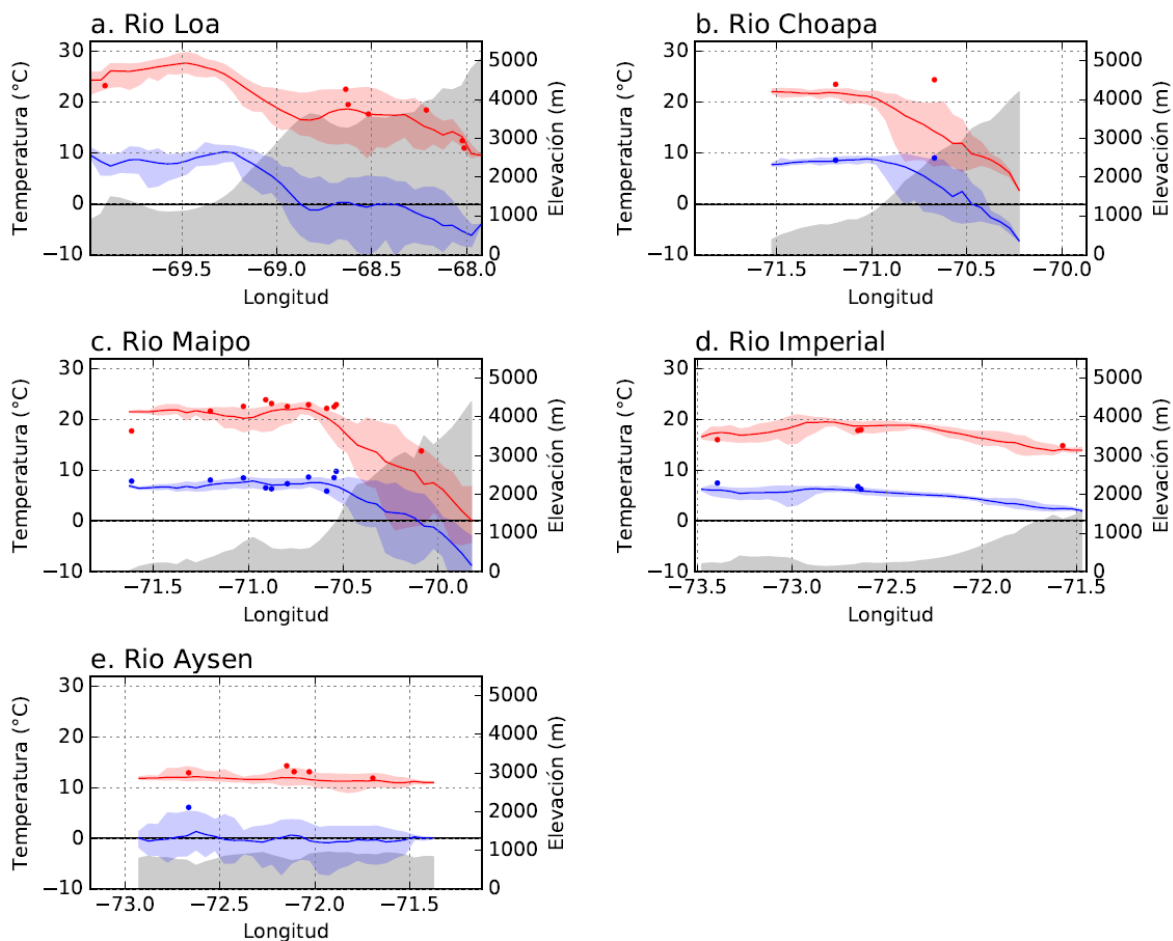 a. Rio Loa
30
20
10
0
−10
Temperatura (°C)
5000
4000
3000
2000
1000
0
Elevación (m)
−69.5 −69.0 −68.5 −68.0
Longitud
b. Rio Choapa
30
20
10
0
−10
Temperatura (°C)
5000
4000
3000
2000
1000
0
Elevación (m)
−71.5 −71.0 −70.5 −70.0
Longitud
c. Rio Maipo
30
20
10
0
−10
Temperatura (°C)
5000
4000
3000
2000
1000
0
Elevación (m)
−71.5 −71.0 −70.5 −70.0
Longitud
d. Rio Imperial
30
20
10
0
−10
Temperatura (°C)
5000
4000
3000
2000
1000
0
Elevación (m)
−73.5 −73.0 −72.5 −72.0 −71.5
Longitud
e. Rio Aysen
30
20
10
0
−10
Temperatura (°C)
5000
4000
3000
2000
1000
0
Elevación (m)
−73.0 −72.5 −72.0 −71.5
Longitud